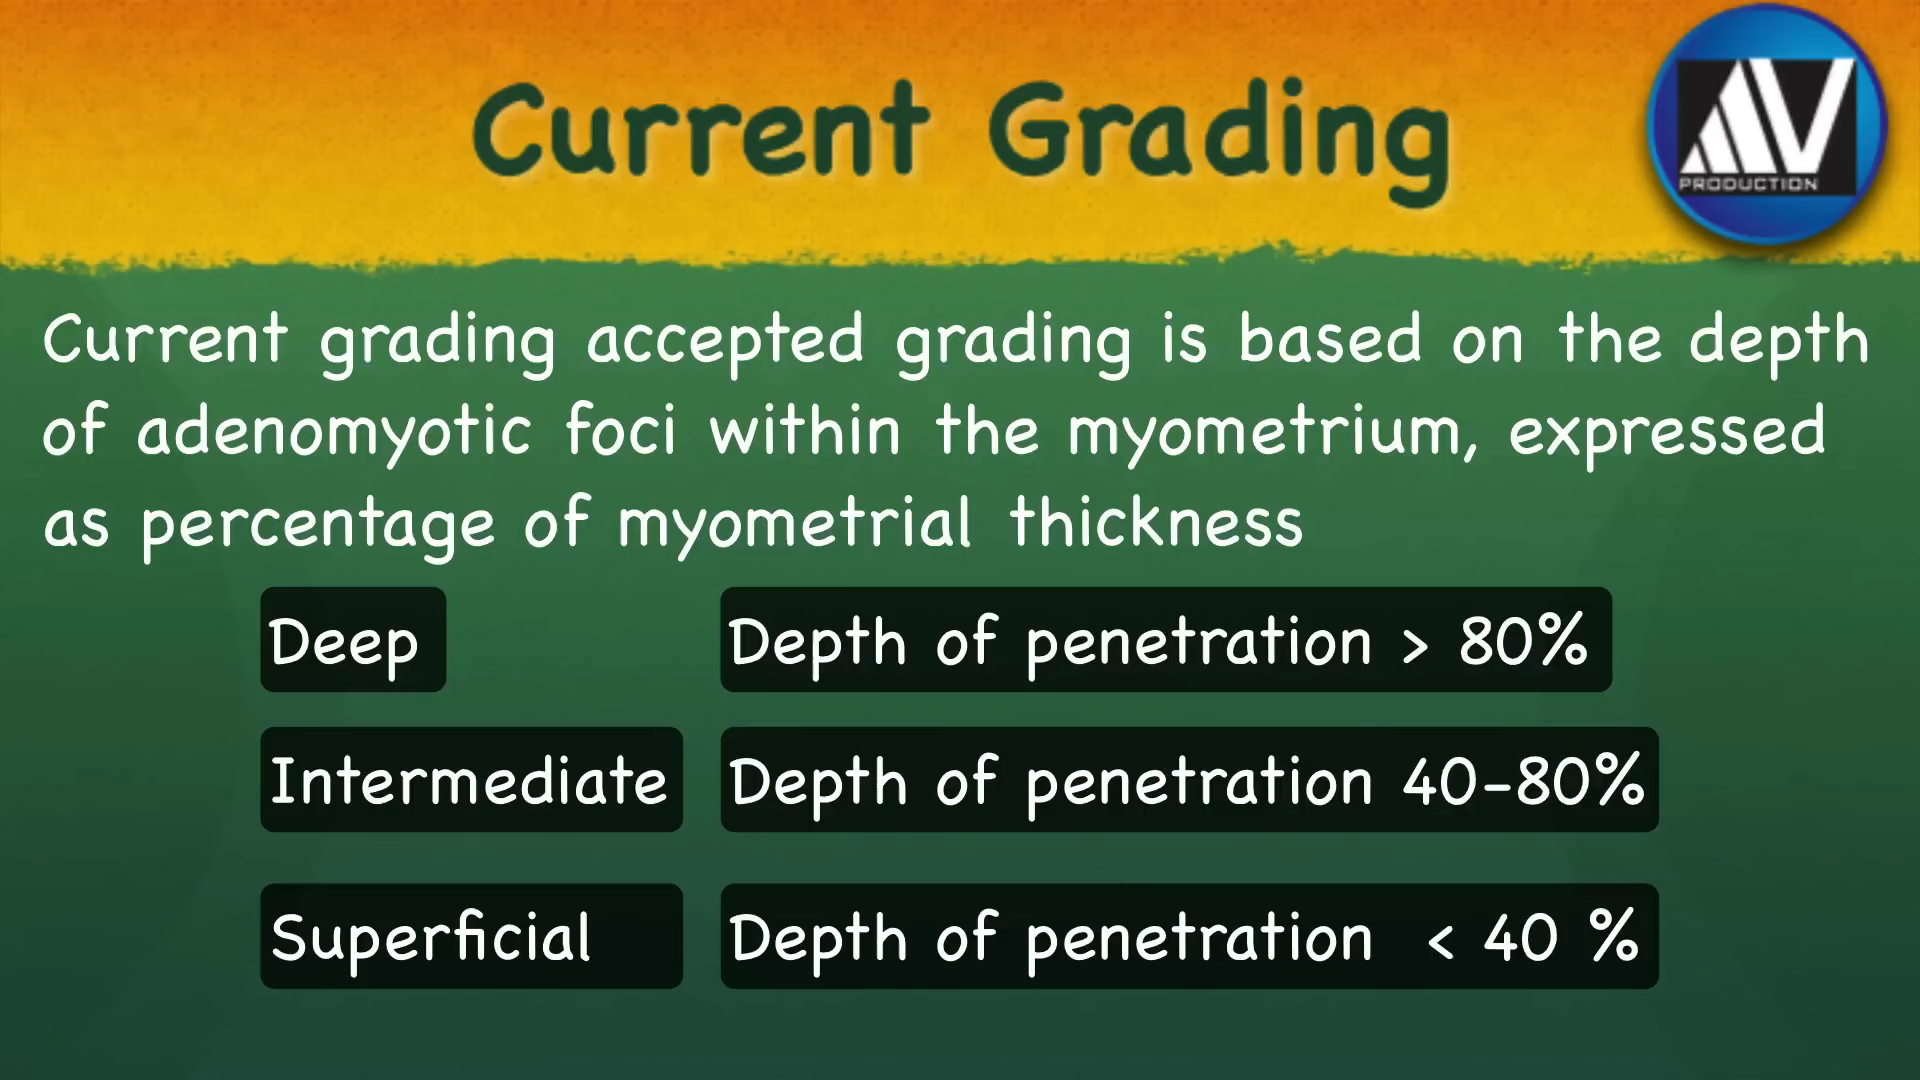 Current Grading
AV
PRODUCTION
Current grading accepted grading is based on the depth
of adenomyotic foci within the myometrium, expressed
as percentage of myometrial thickness
Deep Depth of penetration > 80%
Intermediate Depth of penetration 40-80%
Superficial Depth of penetration < 40 %